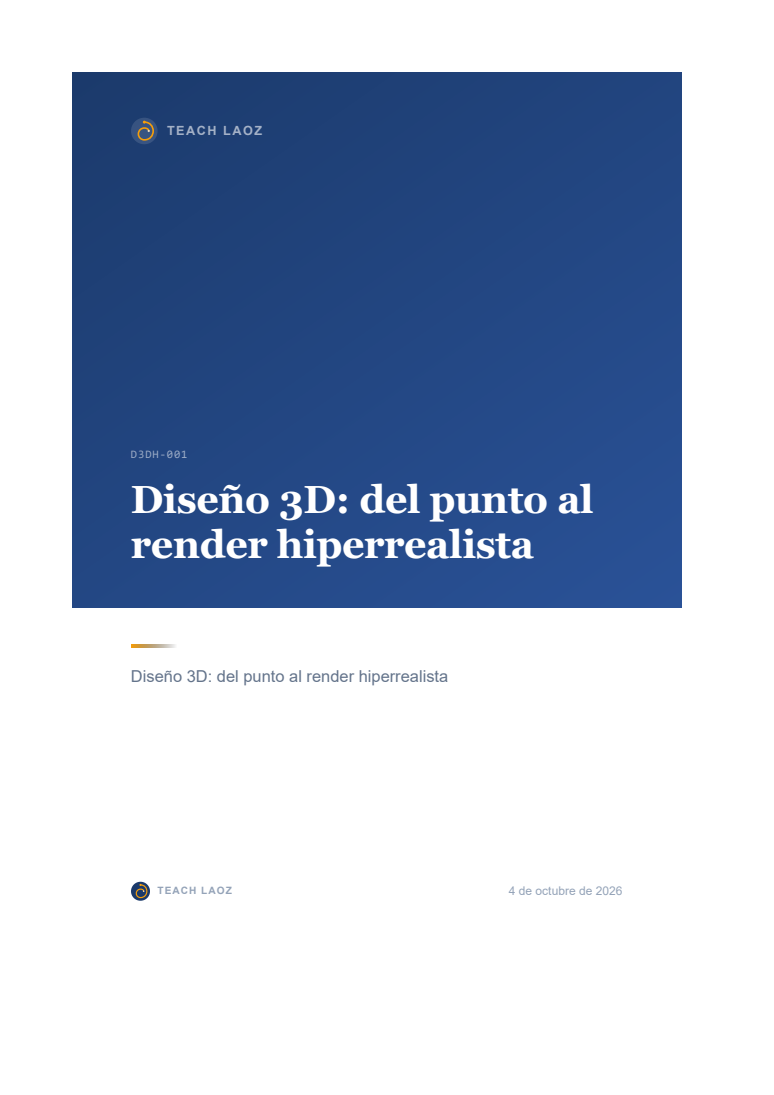 TEACH LAOZ
D3DH-001
Diseño 3D: del punto al
render hiperrealista
Diseño 3D: del punto al render hiperrealista
TEACH LAOZ
4 de octubre de 2026